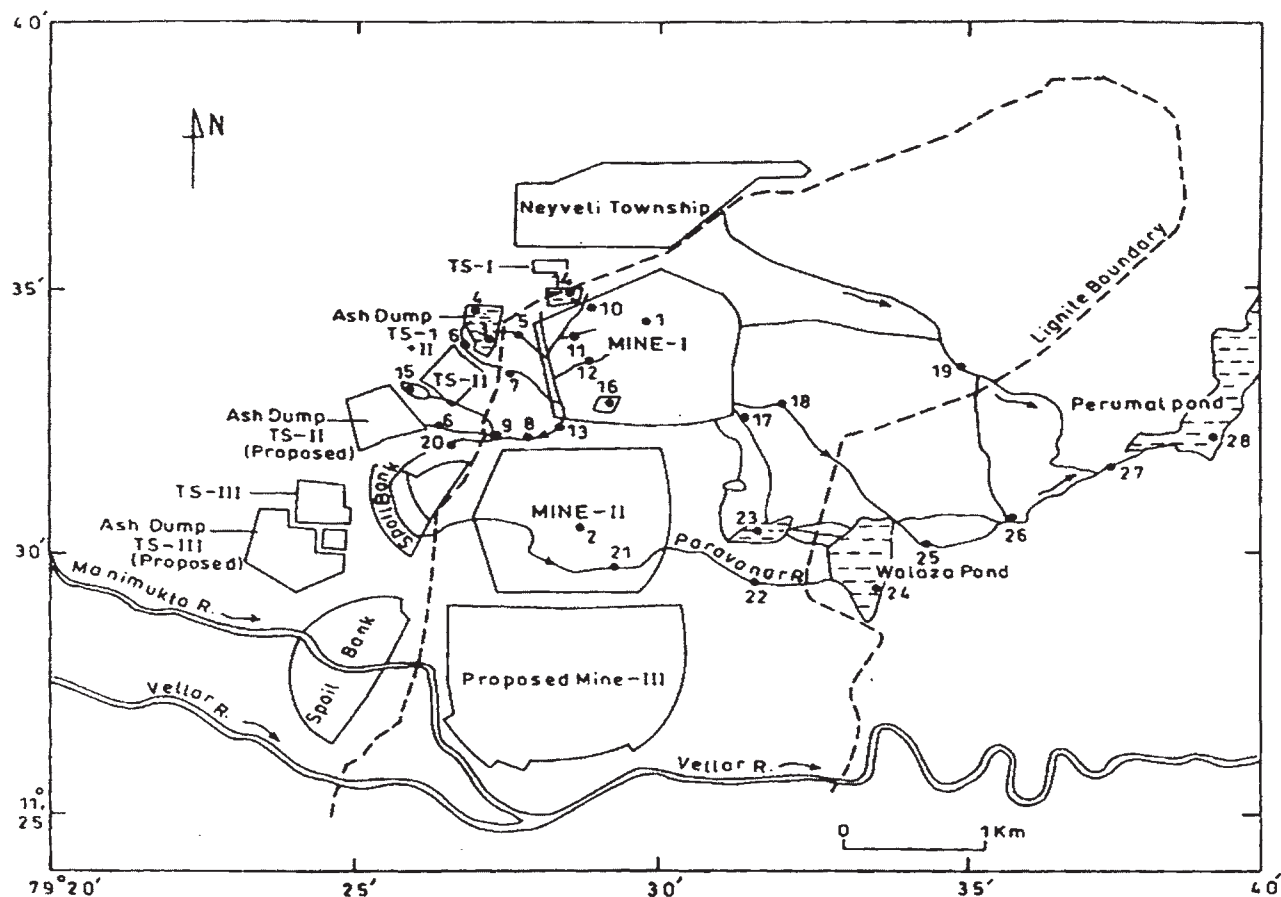 40′
N
Neyveli Township
35′
TS-I
14
4
10
Ash Dump
5
1
TS-I
+II
6
3
11
MINE-I
Lignite Boundary
12
19
15
TS-II
7
16
Perumal pond
18
17
Ash Dump
TS-II
(Proposed)
6
9
8
13
20
28
27
Spoil Bank
TS-III
MINE-II
2
23
26
Ash Dump
TS-III
(Proposed)
25
30′
21
Paravanar R.
Walaza Pond
22
24
Manimukta R.
Spoil Bank
Proposed Mine-III
Vellar R.
Vellar R.
11°
25
0 1Km
79°20′ 25′ 30′ 35′ 40′